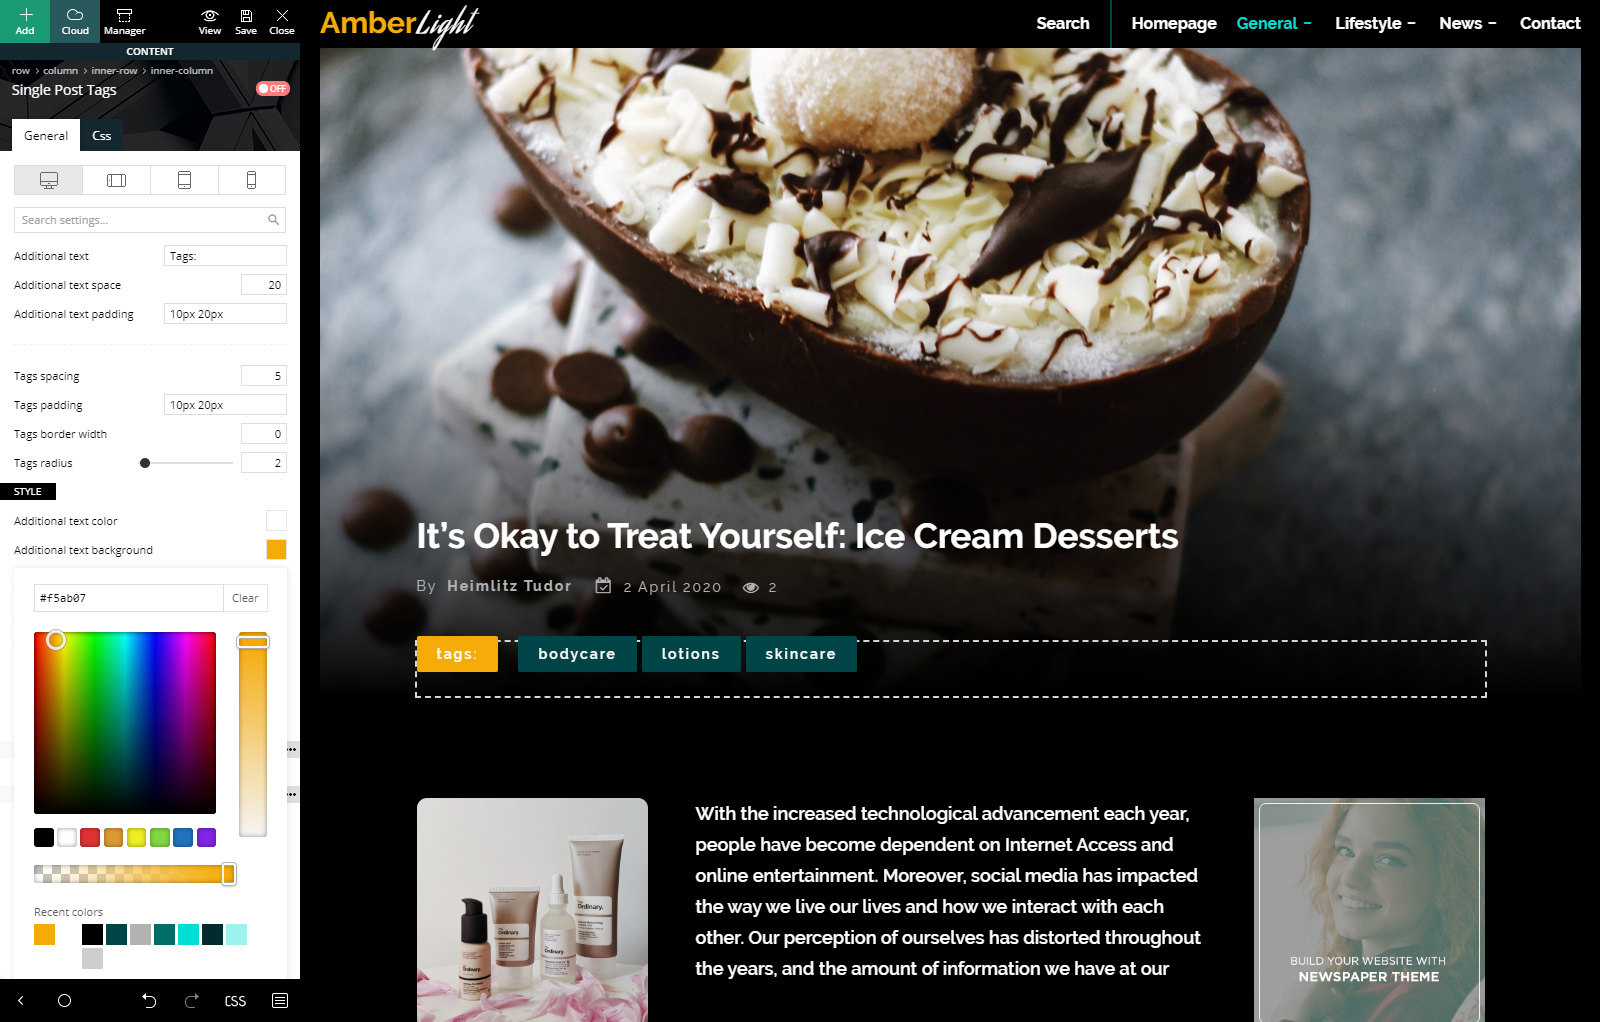 Add
Cloud
Manager
View
Save
Close
CONTENT
row > column > inner-row > inner-column
Single Post Tags
OFF
General
Css
Search settings...
Additional text
Tags:
Additional text space
20
Additional text padding
10px 20px
Tags spacing
5
Tags padding
10px 20px
Tags border width
0
Tags radius
2
STYLE
Additional text color
Additional text background
#f5ab07
Clear
Recent colors
CSS
AmberLight
Search
Homepage
General
Lifestyle
News
Contact
It's Okay to Treat Yourself: Ice Cream Desserts
By Heimlitz Tudor 2 April 2020 2
tags:
bodycare
lotions
skincare
Ordinary.
Ordinary.
Ordinary.
Ordinary.
With the increased technological advancement each year,
people have become dependent on Internet Access and
online entertainment. Moreover, social media has impacted
the way we live our lives and how we interact with each
other. Our perception of ourselves has distorted throughout
the years, and the amount of information we have at our
BUILD YOUR WEBSITE WITH
NEWSPAPER THEME